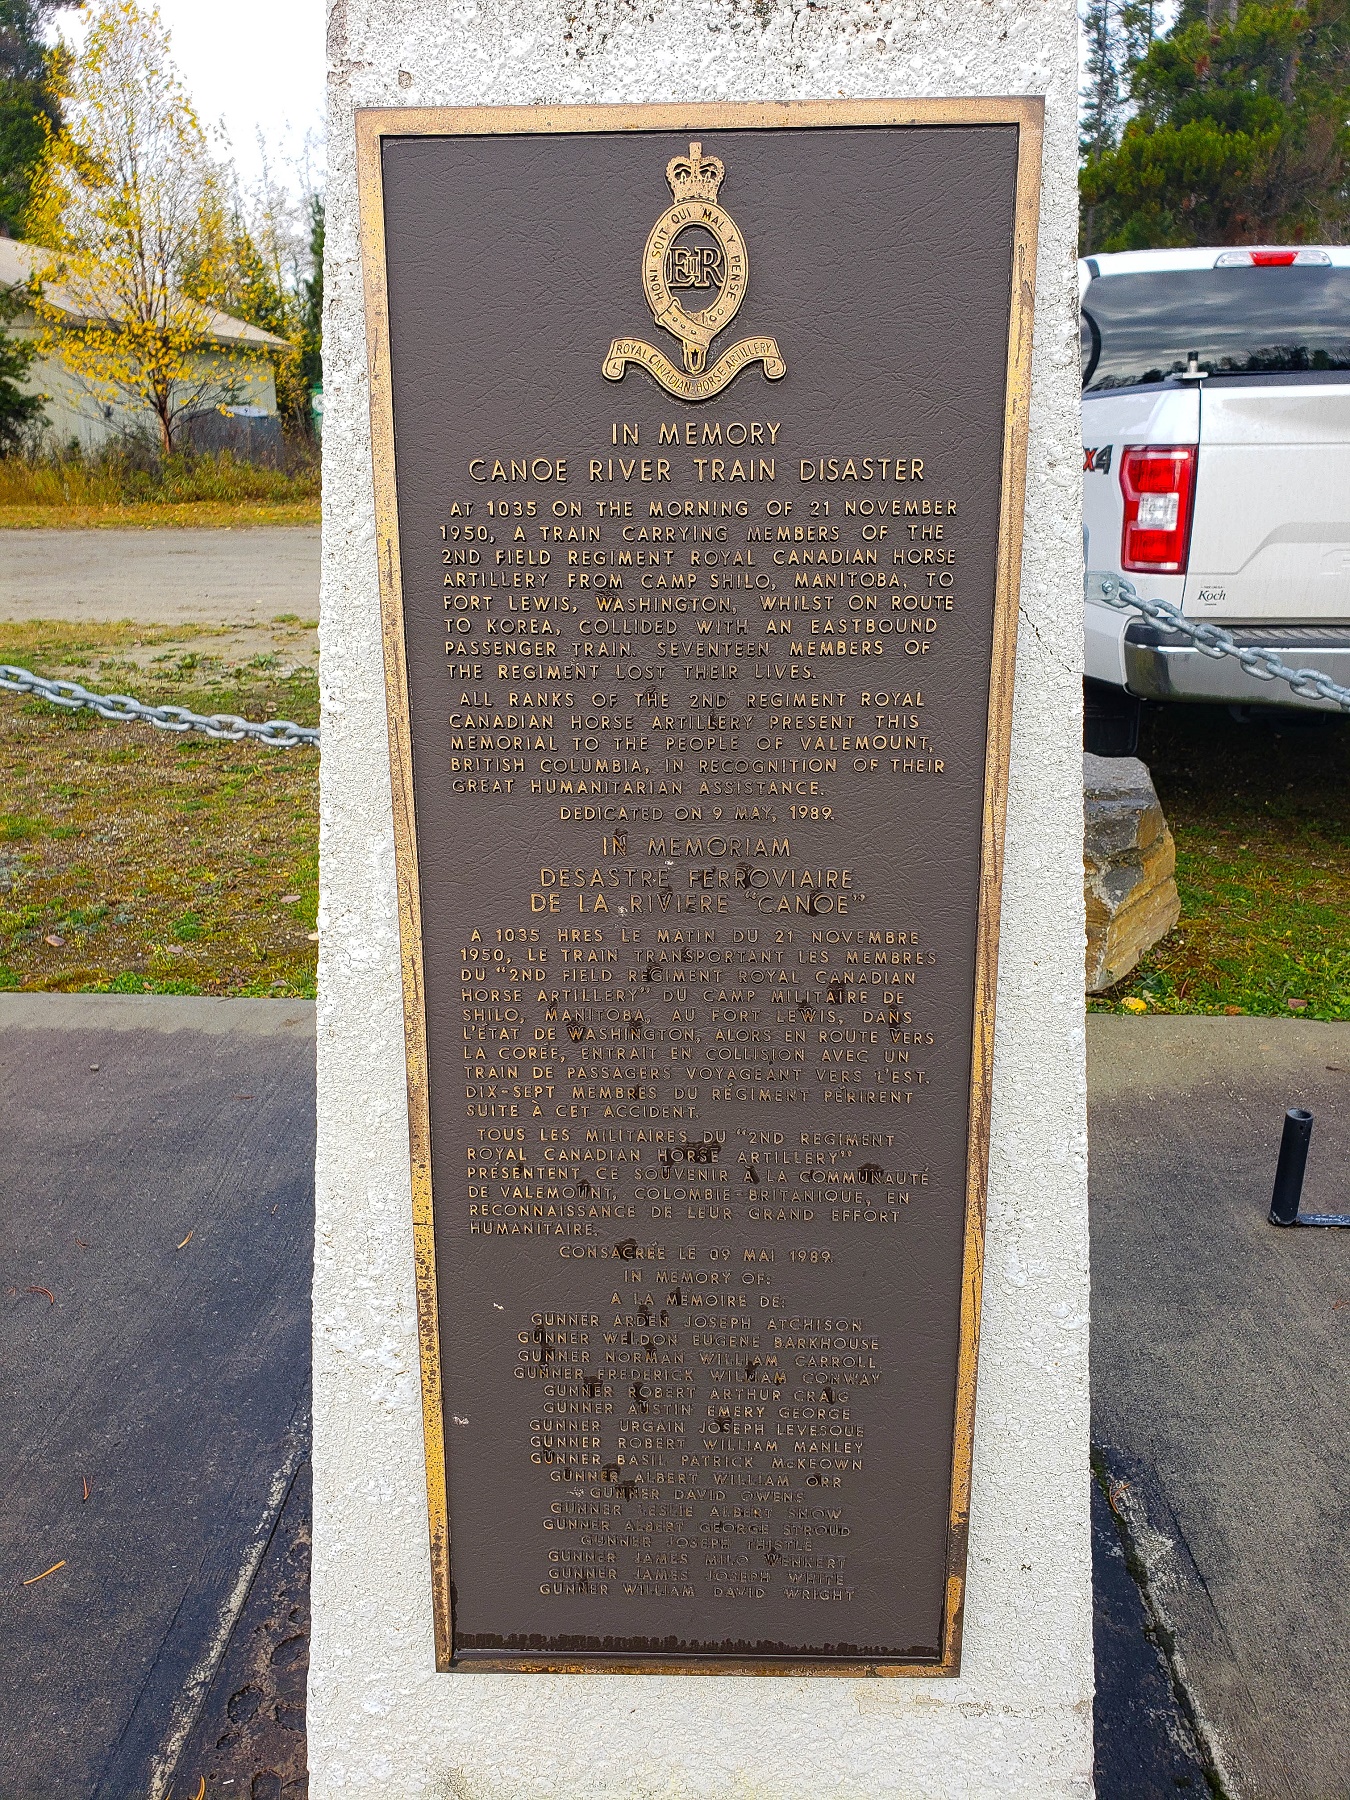 HONI SOIT QUI MAL Y PENSE
EIIR
ROYAL CANADIAN HORSE ARTILLERY
IN MEMORY
CANOE RIVER TRAIN DISASTER
AT 1035 ON THE MORNING OF 21 NOVEMBER
1950, A TRAIN CARRYING MEMBERS OF THE
2ND FIELD REGIMENT ROYAL CANADIAN HORSE
ARTILLERY FROM CAMP SHILO, MANITOBA, TO
FORT LEWIS, WASHINGTON, WHILST ON ROUTE
TO KOREA, COLLIDED WITH AN EASTBOUND
PASSENGER TRAIN. SEVENTEEN MEMBERS OF
THE REGIMENT LOST THEIR LIVES.
ALL RANKS OF THE 2ND REGIMENT ROYAL
CANADIAN HORSE ARTILLERY PRESENT THIS
MEMORIAL TO THE PEOPLE OF VALEMOUNT,
BRITISH COLUMBIA, IN RECOGNITION OF THEIR
GREAT HUMANITARIAN ASSISTANCE.
DEDICATED ON 9 MAY, 1989.
IN MEMORIAM
DESASTRE FERROVIAIRE
DE LA RIVIERE "CANOE"
A 1035 HRES LE MATIN DU 21 NOVEMBRE
1950, LE TRAIN TRANSPORTANT LES MEMBRES
DU "2ND FIELD REGIMENT ROYAL CANADIAN
HORSE ARTILLERY" DU CAMP MILITAIRE DE
SHILO, MANITOBA, AU FORT LEWIS, DANS
L'ÉTAT DE WASHINGTON, ALORS EN ROUTE VERS
LA CORÉE, ENTRAIT EN COLLISION AVEC UN
TRAIN DE PASSAGERS VOYAGEANT VERS L'EST.
DIX-SEPT MEMBRES DU RÉGIMENT PÉRIRENT
SUITE À CET ACCIDENT.
TOUS LES MILITAIRES DU "2ND REGIMENT
ROYAL CANADIAN HORSE ARTILLERY"
PRÉSENTENT CE SOUVENIR A LA COMMUNAUTÉ
DE VALEMOUNT, COLOMBIE-BRITANIQUE, EN
RECONNAISSANCE DE LEUR GRAND EFFORT
HUMANITAIRE.
CONSACRÉE LE 09 MAI 1989.
IN MEMORY OF:
A LA MEMOIRE DE:
GUNNER ARDEN JOSEPH ATCHISON
GUNNER WELDON EUGENE BARKHOUSE
GUNNER NORMAN WILLIAM CARROLL
GUNNER FREDERICK WILLIAM CONWAY
GUNNER ROBERT ARTHUR CRAIG
GUNNER AUSTIN EMERY GEORGE
GUNNER URGAIN JOSEPH LEVESQUE
GUNNER ROBERT WILLIAM MANLEY
GUNNER BASIL PATRICK McKEOWN
GUNNER ALBERT WILLIAM ORR
GUNNER DAVID OWENS
GUNNER LESLIE ALBERT SNOW
GUNNER ALBERT GEORGE STROUD
GUNNER JOSEPH THISTLE
GUNNER JAMES MILO WENKERT
GUNNER JAMES JOSEPH WHITE
GUNNER WILLIAM DAVID WRIGHT
X4
Koch